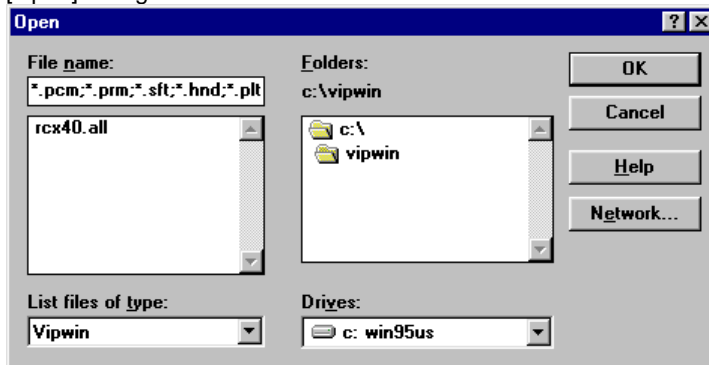 Open
File name:
*.pcm;*.prm;*.sft;*.hnd;*.plt
rcx40.all
List files of type:
Vipwin
Folders:
c:\vipwin
c:\
vipwin
Drives:
c: win95us
OK
Cancel
Help
Network...